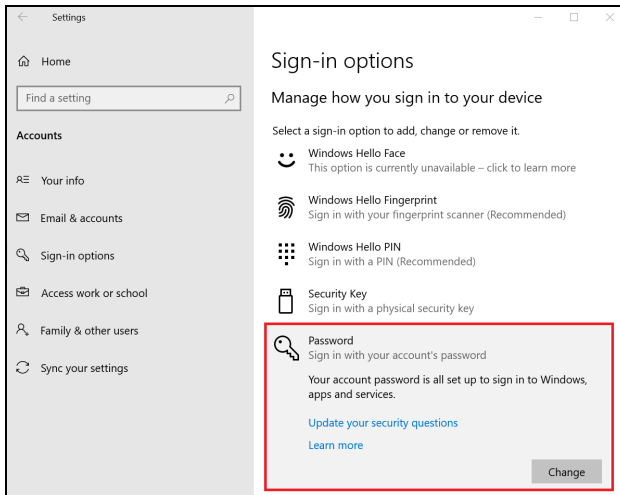 Settings
Home
Find a setting
Accounts
Your info
Email & accounts
Sign-in options
Access work or school
Family & other users
Sync your settings
Sign-in options
Manage how you sign in to your device
Select a sign-in option to add, change or remove it.
Windows Hello Face
This option is currently unavailable – click to learn more
Windows Hello Fingerprint
Sign in with your fingerprint scanner (Recommended)
Windows Hello PIN
Sign in with a PIN (Recommended)
Security Key
Sign in with a physical security key
Password
Sign in with your account's password
Your account password is all set up to sign in to Windows,
apps and services.
Update your security questions
Learn more
Change